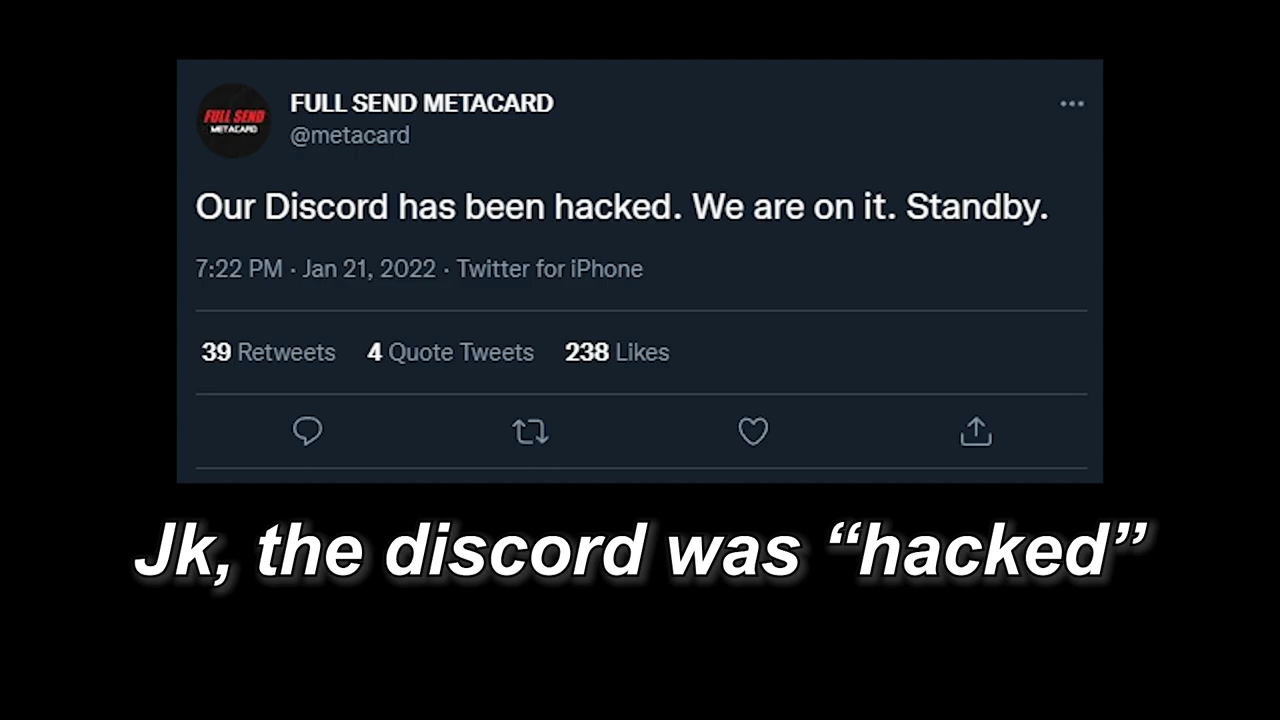 FULL SEND
METACARD
FULL SEND METACARD
@metacard
Our Discord has been hacked. We are on it. Standby.
7:22 PM · Jan 21, 2022 · Twitter for iPhone
39 Retweets 4 Quote Tweets 238 Likes
Jk, the discord was “hacked”